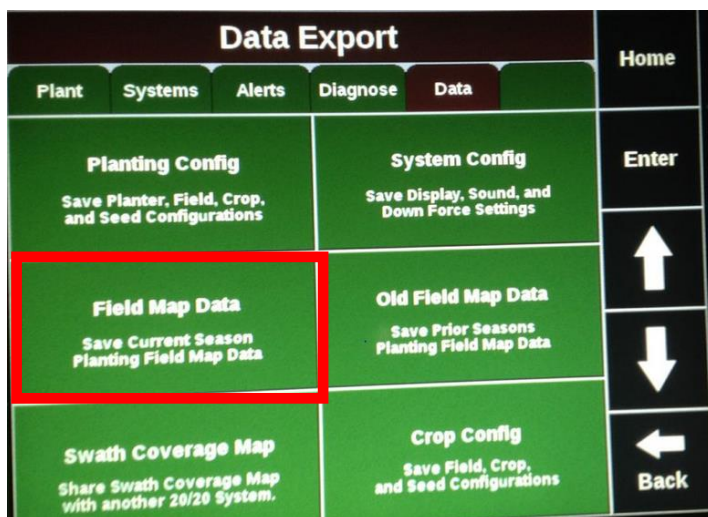 Data Export
Home
Plant Systems Alerts Diagnose Data
Planting Config
Save Planter, Field, Crop,
and Seed Configurations
System Config
Save Display, Sound, and
Down Force Settings
Enter
Field Map Data
Save Current Season
Planting Field Map Data
Old Field Map Data
Save Prior Seasons
Planting Field Map Data
Swath Coverage Map
Share Swath Coverage Map
with another 20/20 System.
Crop Config
Save Field, Crop,
and Seed Configurations
Back